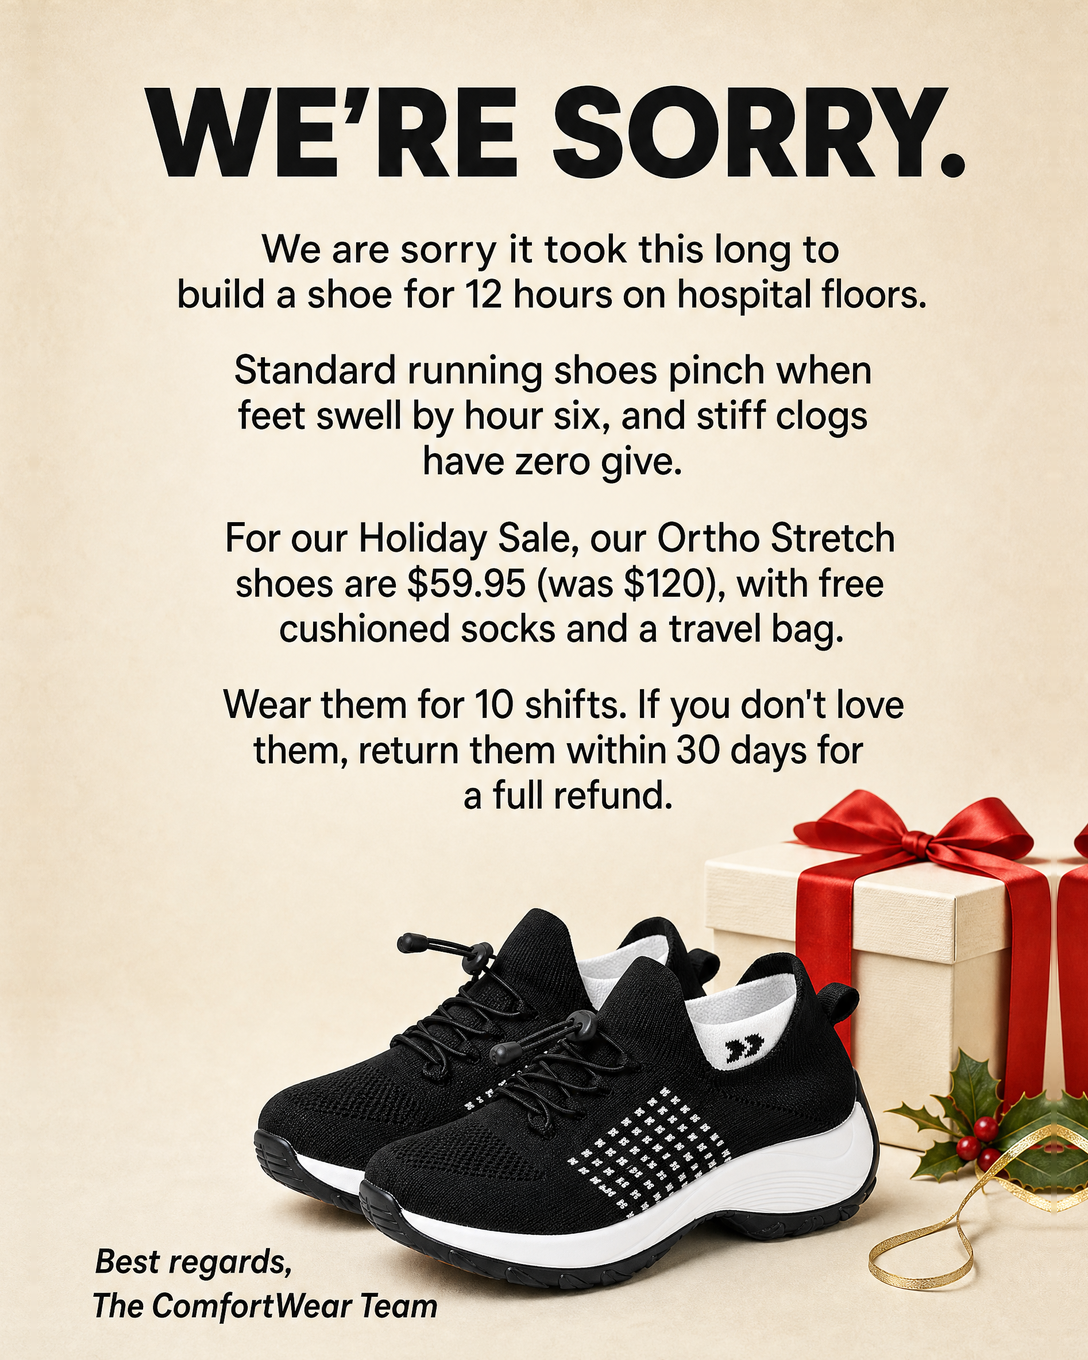 WE’RE SORRY.
We are sorry it took this long to
build a shoe for 12 hours on hospital floors.
Standard running shoes pinch when
feet swell by hour six, and stiff clogs
have zero give.
For our Holiday Sale, our Ortho Stretch
shoes are $59.95 (was $120), with free
cushioned socks and a travel bag.
Wear them for 10 shifts. If you don't love
them, return them within 30 days for
a full refund.
Best regards,
The ComfortWear Team